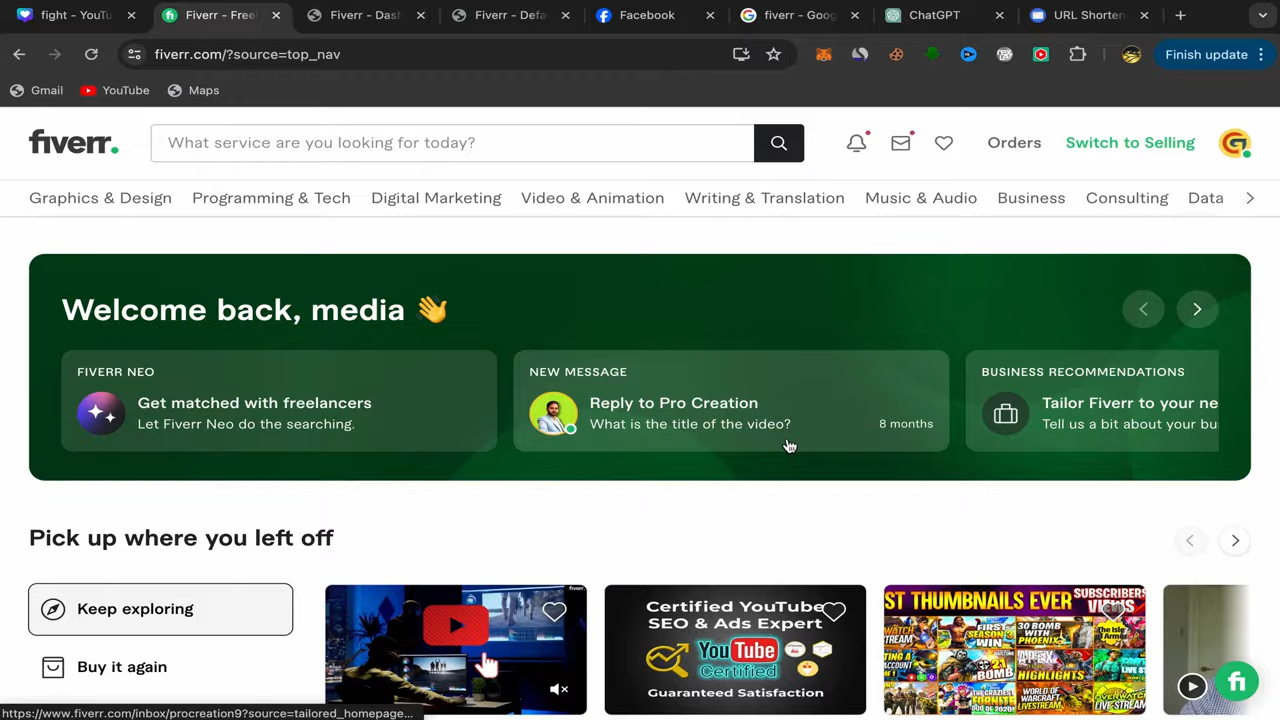 fight - YouTu
Fiverr - Freel
Fiverr - Dash
Fiverr - Defa
Facebook
fiverr - Goog
ChatGPT
URL Shorten
fiverr.com/?source=top_nav
Finish update
Gmail
YouTube
Maps
fiverr.
What service are you looking for today?
Orders
Switch to Selling
Graphics & Design
Programming & Tech
Digital Marketing
Video & Animation
Writing & Translation
Music & Audio
Business
Consulting
Data
Welcome back, media
FIVERR NEO
Get matched with freelancers
Let Fiverr Neo do the searching.
NEW MESSAGE
Reply to Pro Creation
What is the title of the video?
8 months
BUSINESS RECOMMENDATIONS
Tailor Fiverr to your ne
Tell us a bit about your bu
Pick up where you left off
Keep exploring
Buy it again
fiverr.
Certified YouTube
SEO & Ads Expert
YouTube
Certified
Guaranteed Satisfaction
ST THUMBNAILS EVER
SUBSCRIBERS
VIEWS
fi
https://www.fiverr.com/inbox/procreation9?source=tailored_homepage...